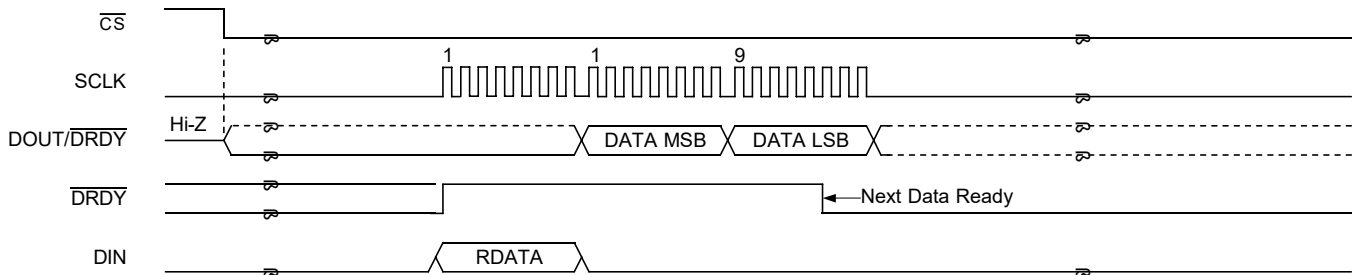 CS
1 1 9
SCLK
Hi-Z
DOUT/DRDY DATA MSB DATA LSB
DRDY Next Data Ready
DIN RDATA